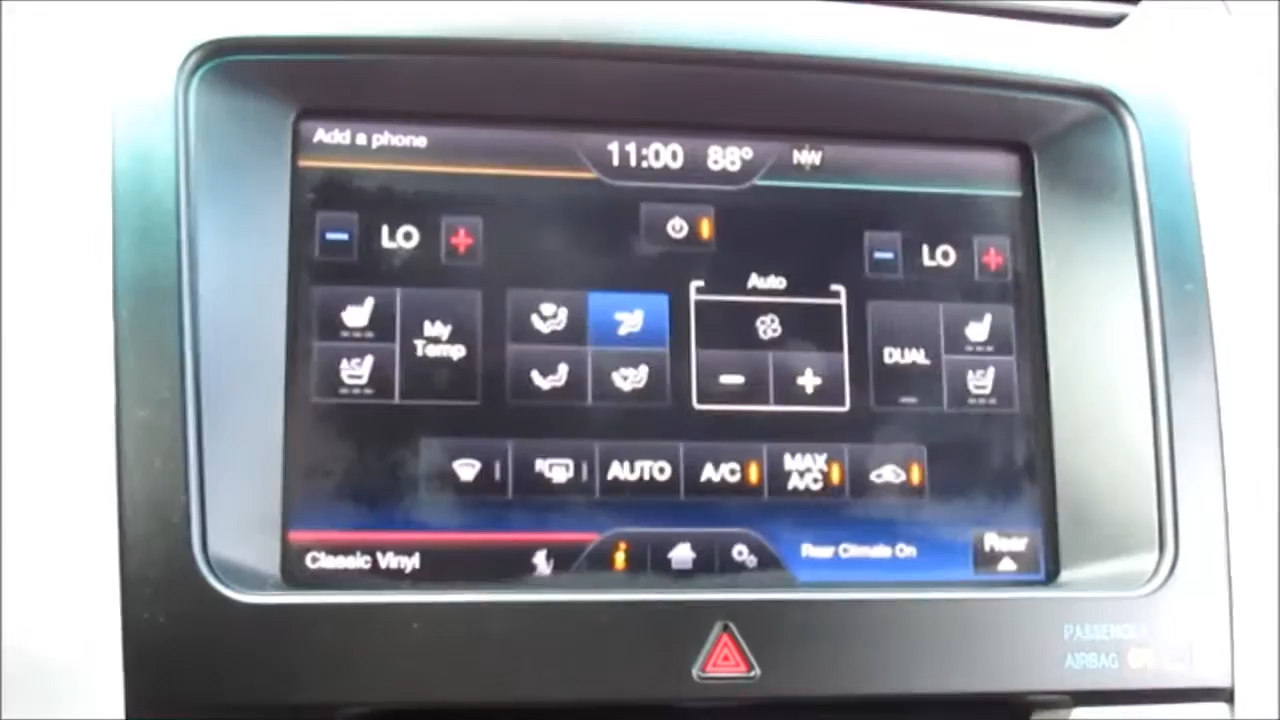 Add a phone
11:00 88° NW
LO
LO
Auto
My
Temp
DUAL
A/C
A/C
AUTO
A/C
MAX
A/C
Classic Vinyl
Rear Climate On
Rear
PASSENGER
AIRBAG OFF